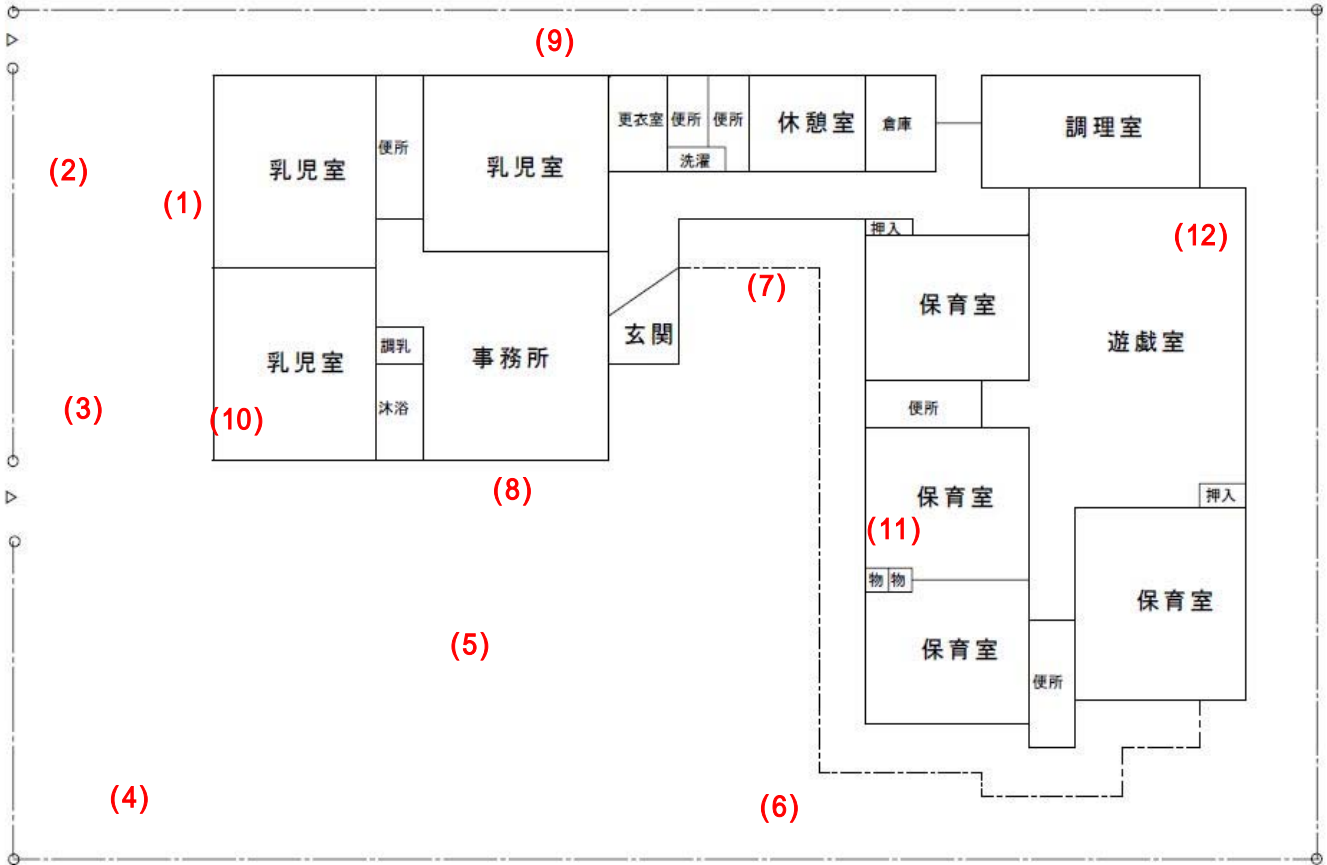 (9)
更衣室 便所 便所 休憩室 倉庫 調理室
便所
洗濯
乳児室 乳児室
(2)
(1)
押入
(12)
(7)
保育室
玄関
遊戯室
調乳
乳児室 事務所
(3)
沐浴
便所
(10)
(8)
保育室
押入
(11)
物 物
保育室
(5)
保育室
便所
(4)
(6)